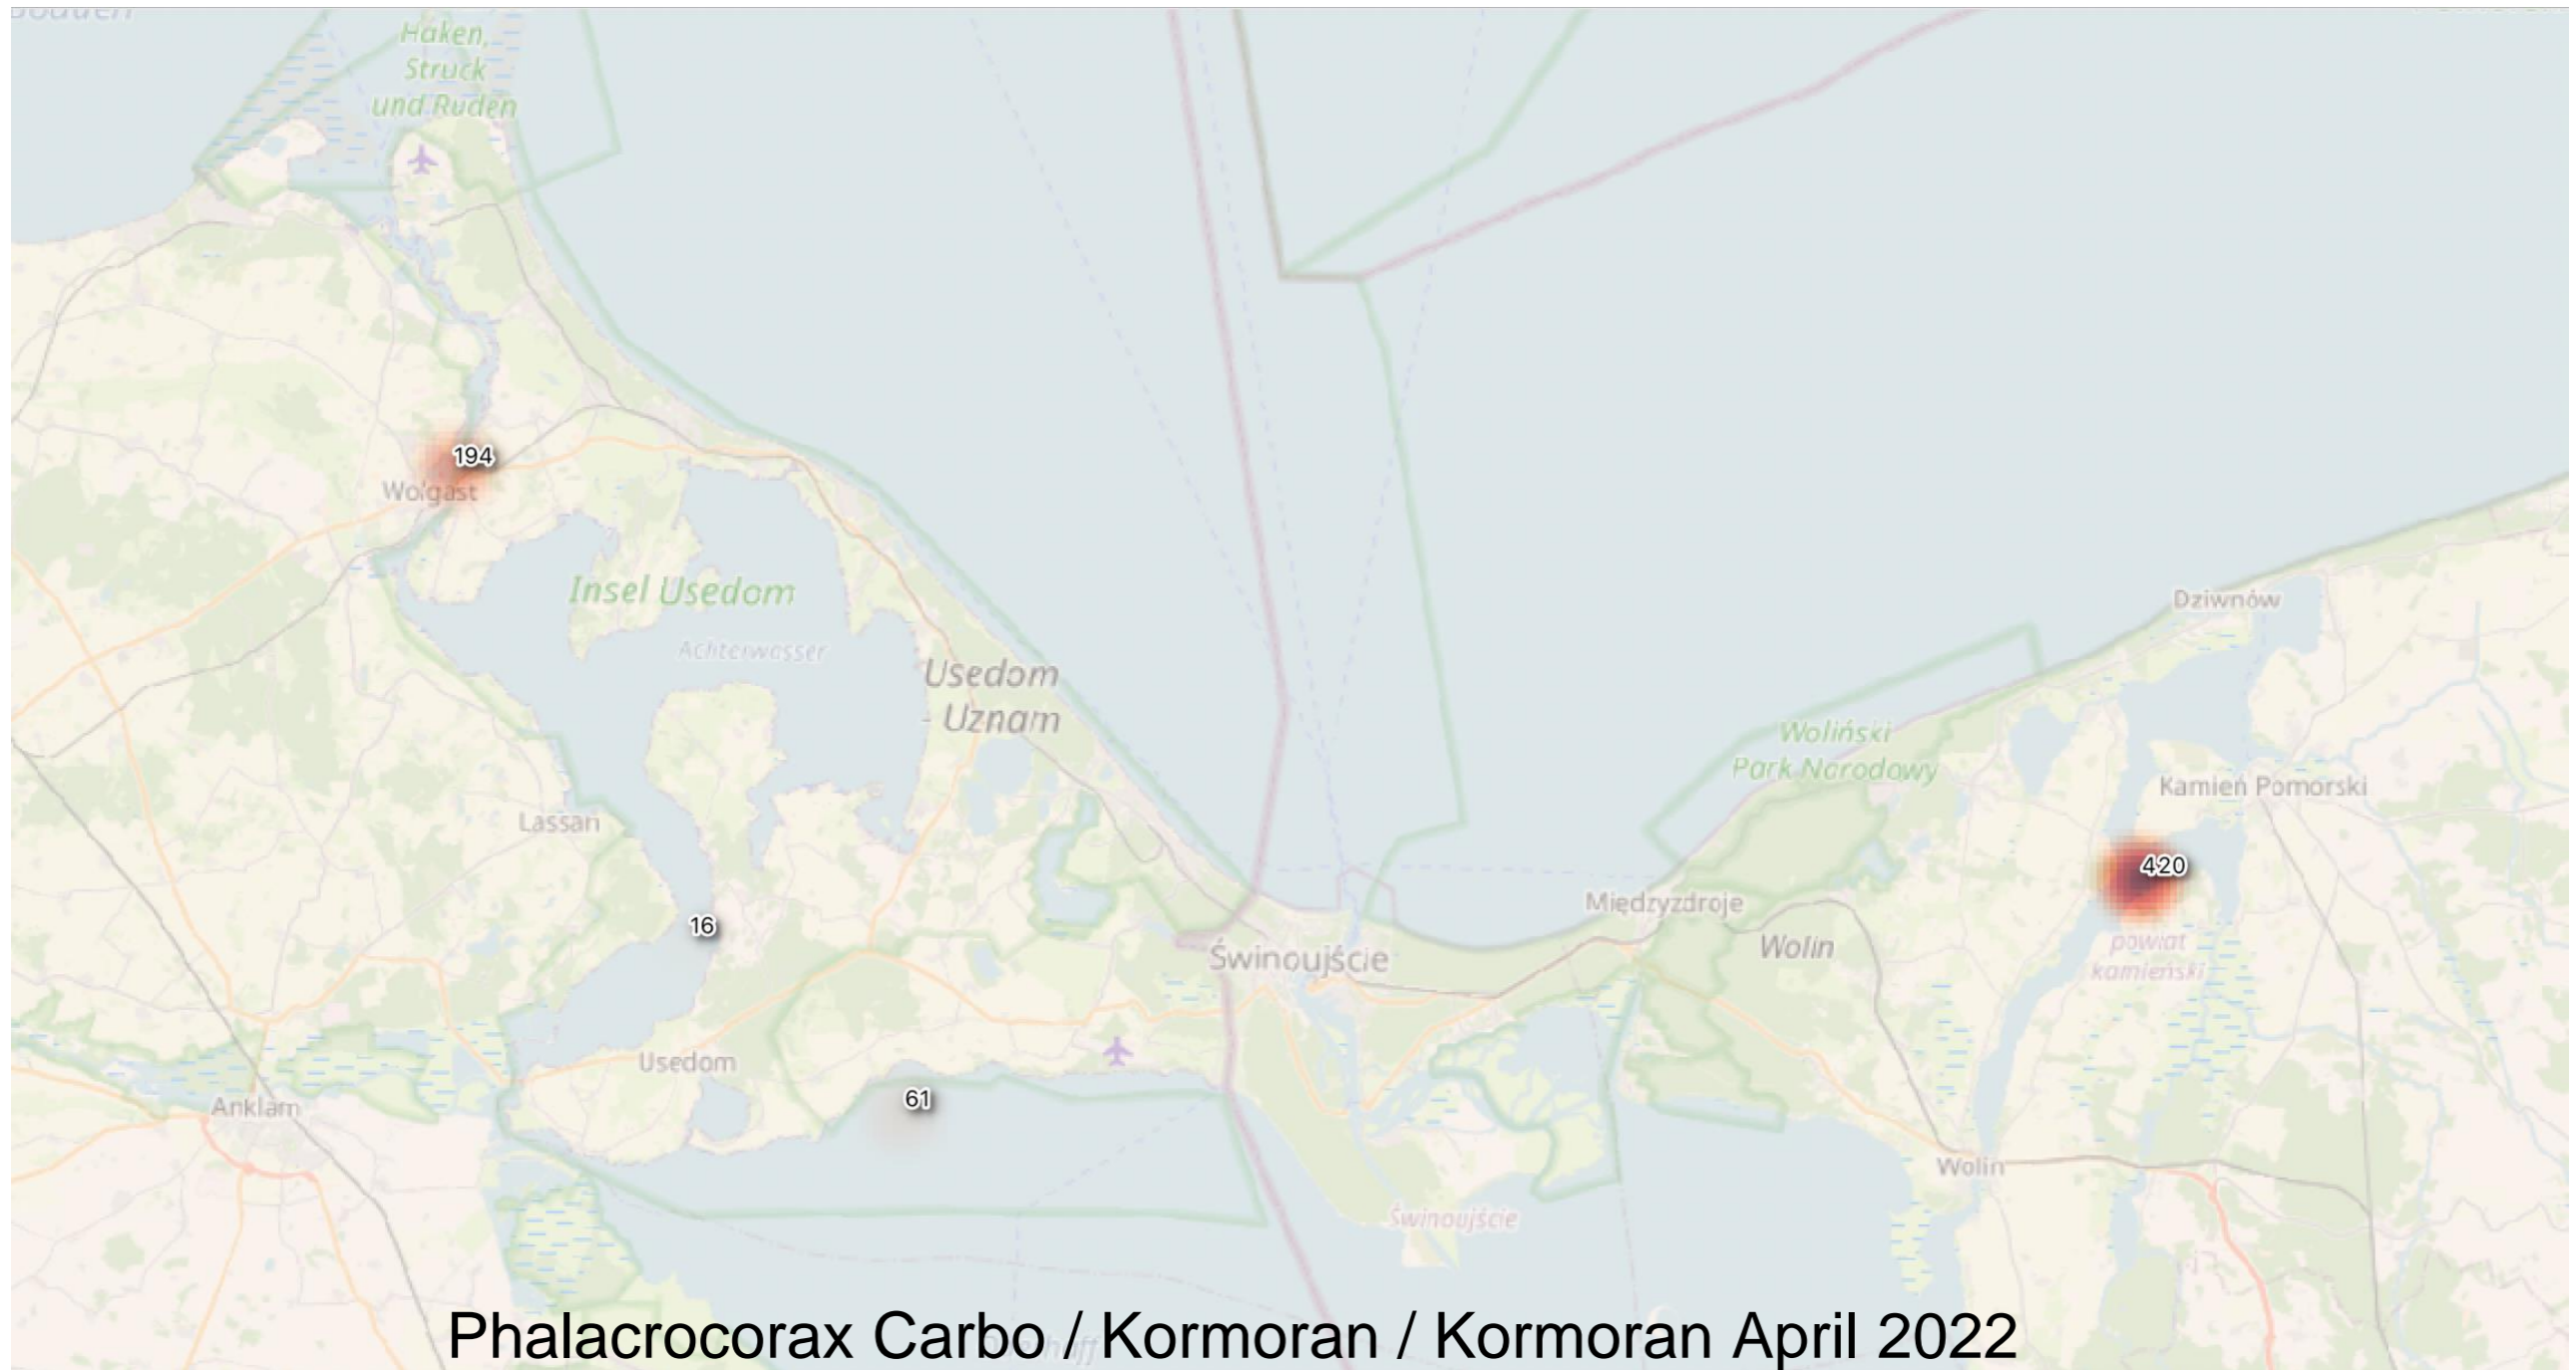 Haken,
Struck
und Ruden
194
Wolgast
Insel Usedom
Achterwasser
Usedom
- Uznam
Dziwnów
Woliński
Park Narodowy
Kamień Pomorski
Lassan
420
16
Międzyzdroje
Wolin
powiat
kamieński
Świnoujście
Usedom
61
Anklam
Wolin
Świnoujście
Phalacrocorax Carbo / Kormoran / Kormoran April 2022